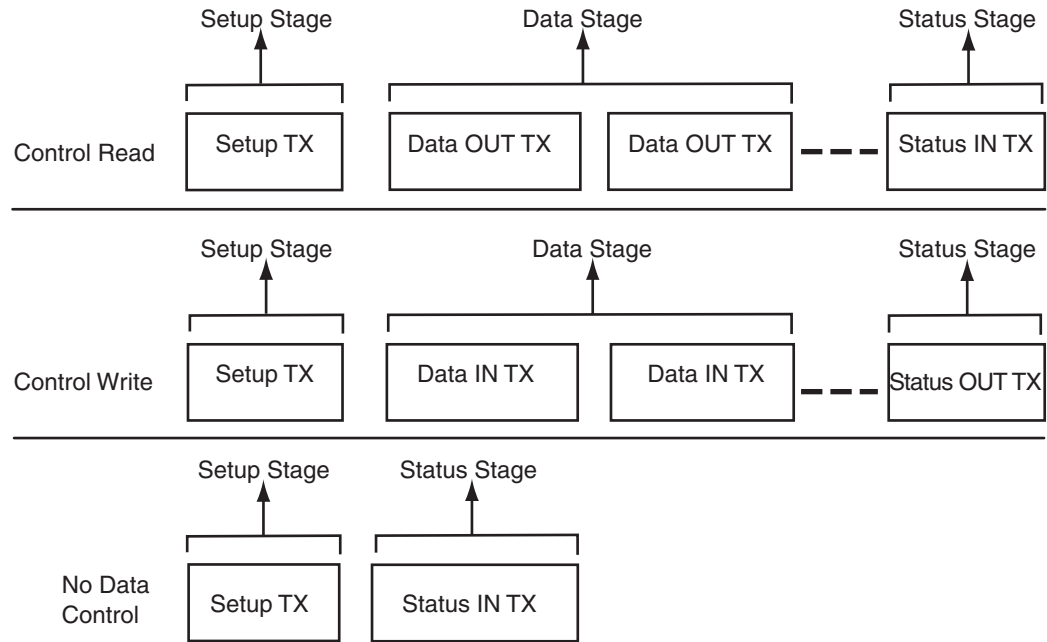 Setup Stage Data Stage Status Stage
Control Read Setup TX Data OUT TX Data OUT TX Status IN TX
Setup Stage Data Stage Status Stage
Control Write Setup TX Data IN TX Data IN TX Status OUT TX
Setup Stage Status Stage
No Data
Control
Setup TX Status IN TX